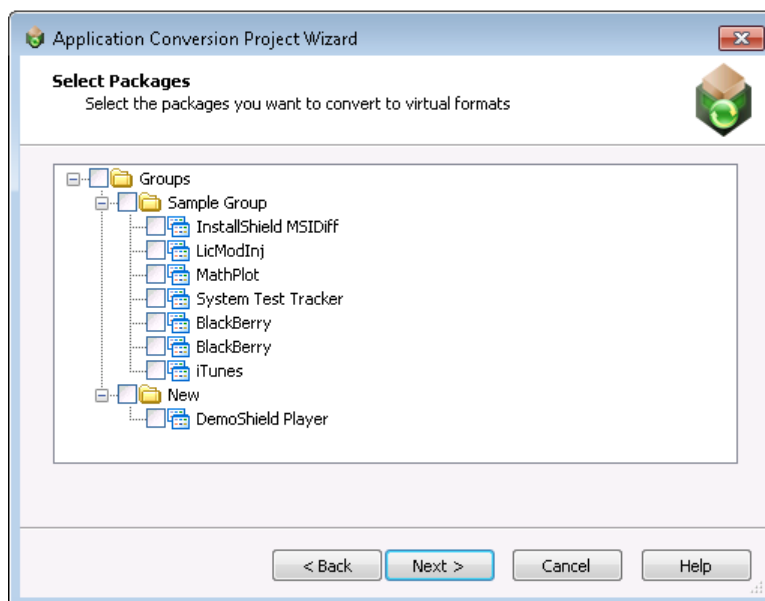 Application Conversion Project Wizard
Select Packages
Select the packages you want to convert to virtual formats
Groups
Sample Group
InstallShield MSIDiff
LicModInj
MathPlot
System Test Tracker
BlackBerry
BlackBerry
iTunes
New
DemoShield Player
< Back Next > Cancel Help